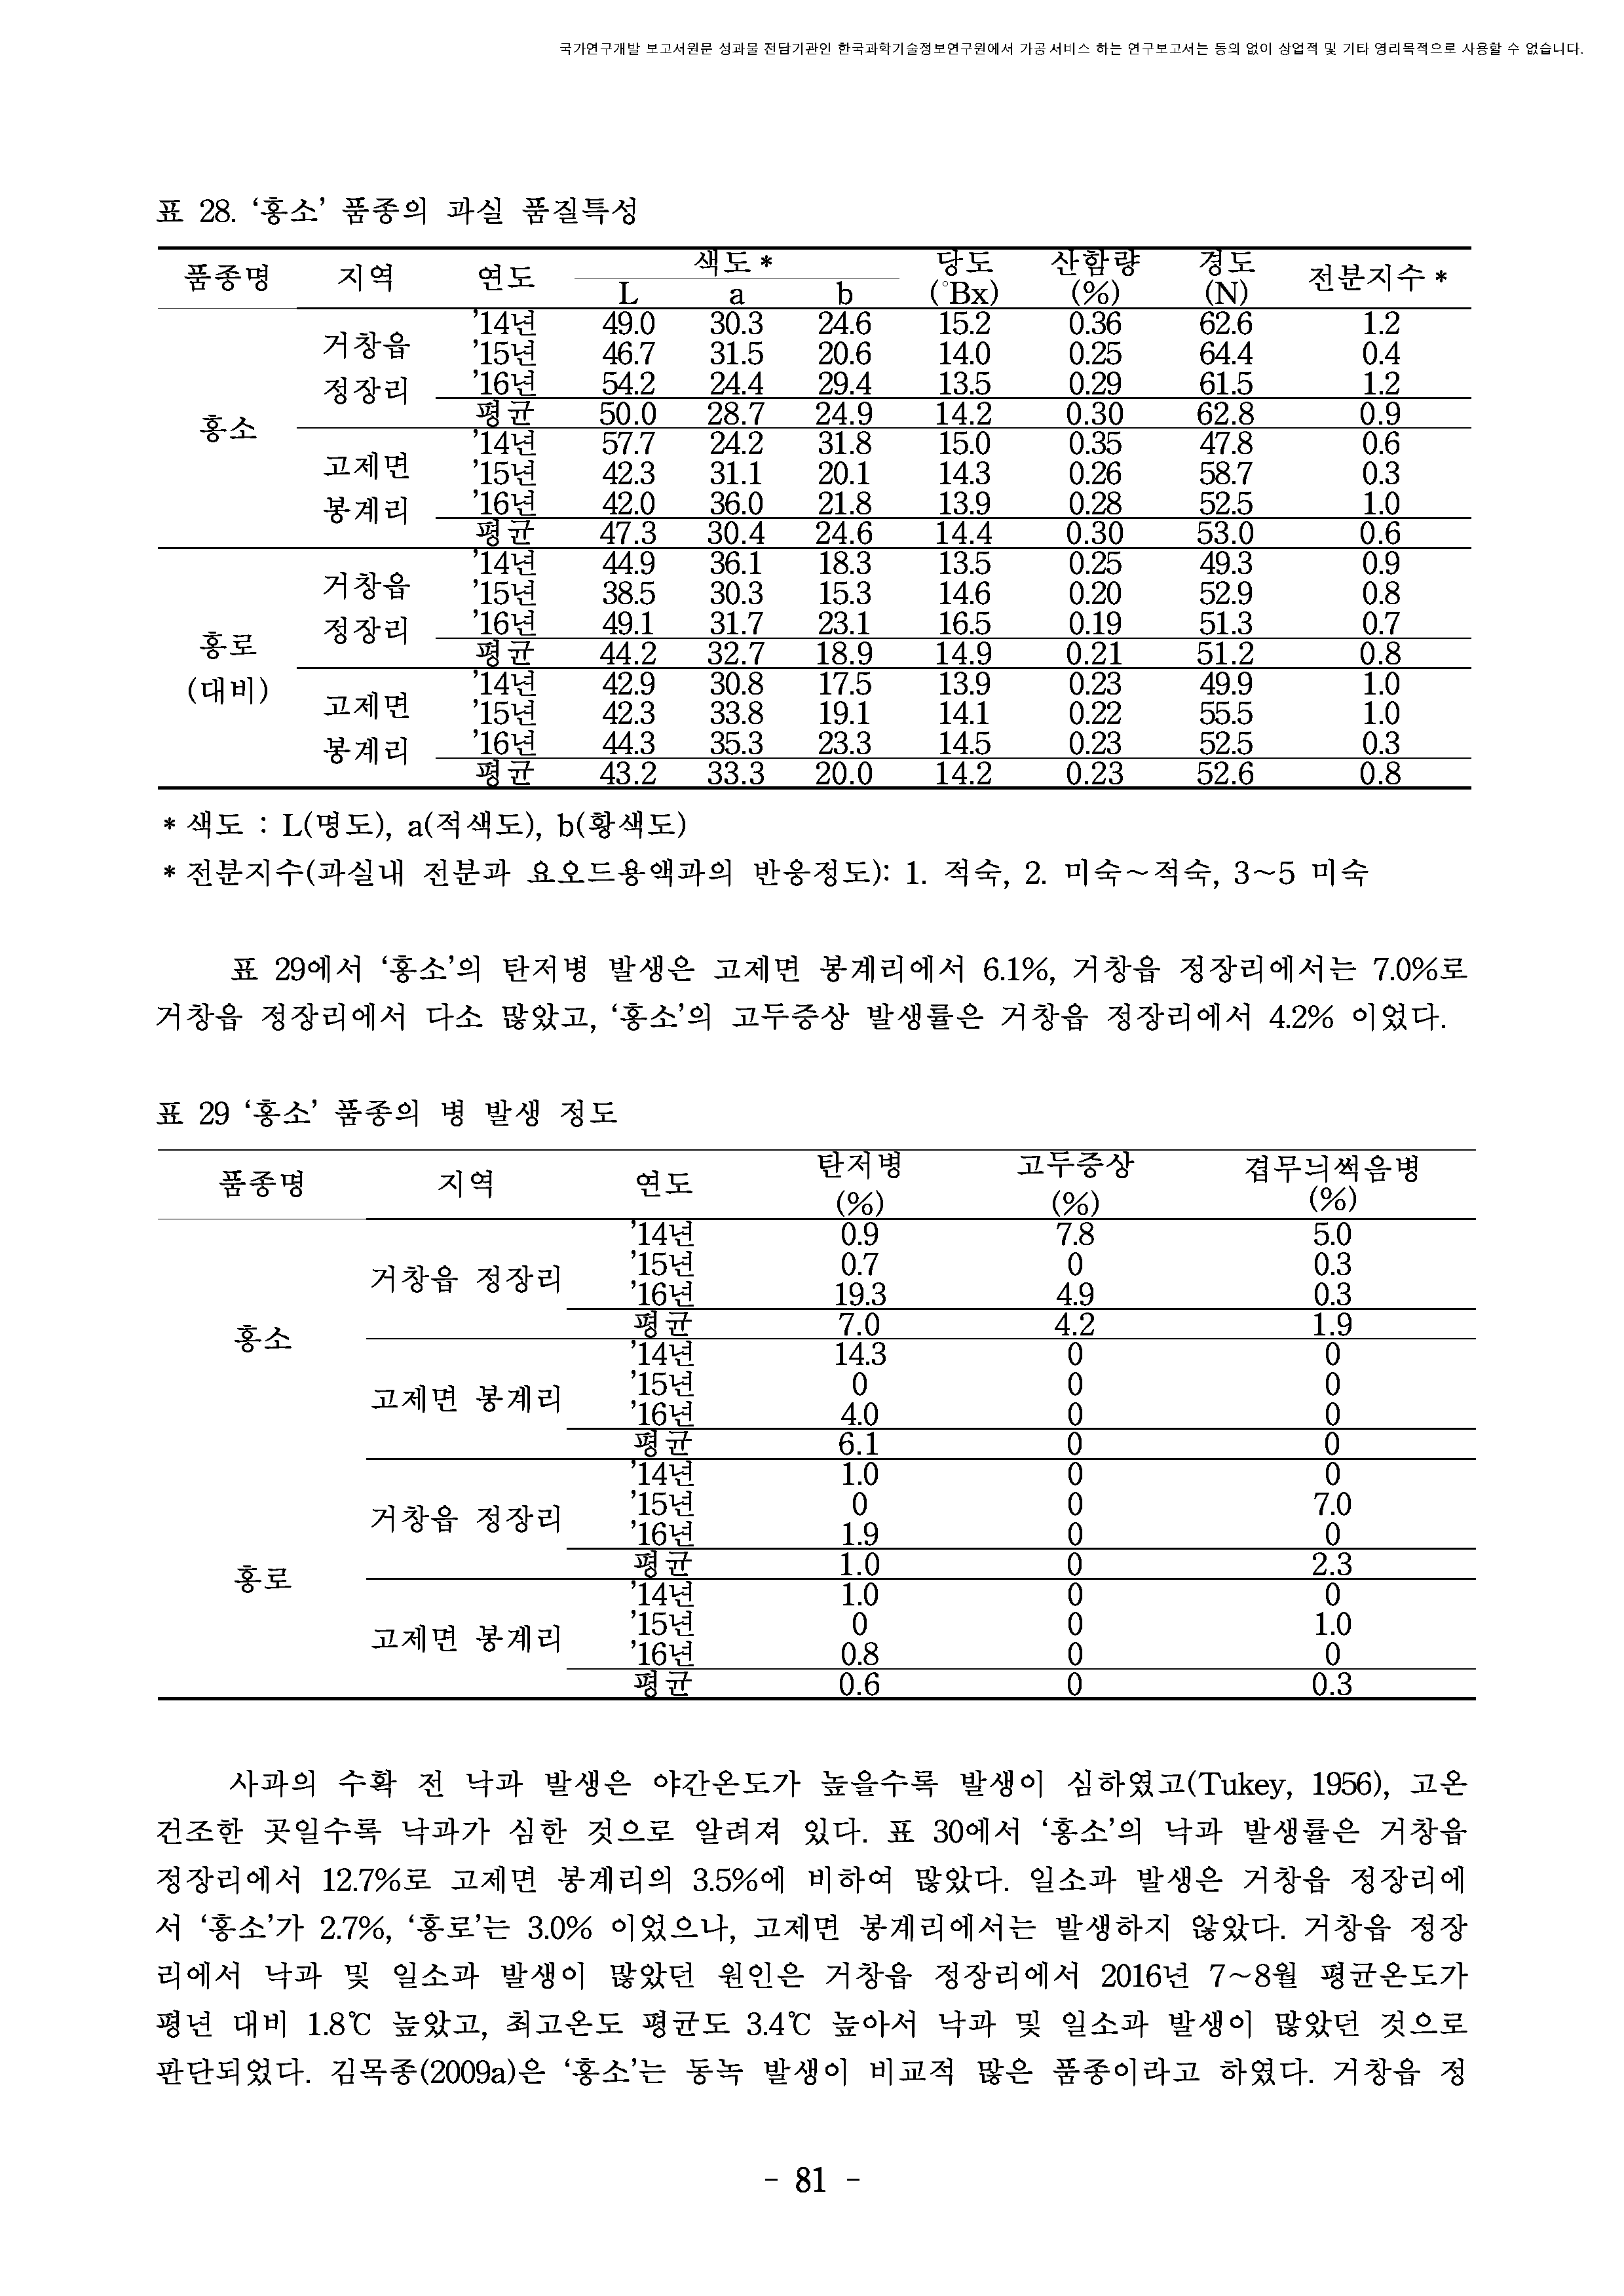 국가연구개발 보고서원문 성과물 전담기관인 한국과학기술정보연구원에서 가공·서비스 하는 연구보고서는 동의 없이 상업적 및 기타 영리목적으로 사용할 수 없습니다.
표 28. ‘홍소’ 품종의 과실 품질특성
품종명 지역 연도 색도* 당도 (°Bx) 산함량 (%) 경도 (N) 전분지수*
L a b
홍소 거창읍 정장리 ’14년 49.0 30.3 24.6 15.2 0.36 62.6 1.2
’15년 46.7 31.5 20.6 14.0 0.25 64.4 0.4
’16년 54.2 24.4 29.4 13.5 0.29 61.5 1.2
평균 50.0 28.7 24.9 14.2 0.30 62.8 0.9
고제면 봉계리 ’14년 57.7 24.2 31.8 15.0 0.35 47.8 0.6
’15년 42.3 31.1 20.1 14.3 0.26 58.7 0.3
’16년 42.0 36.0 21.8 13.9 0.28 52.5 1.0
평균 47.3 30.4 24.6 14.4 0.30 53.0 0.6
홍로 (대비) 거창읍 정장리 ’14년 44.9 36.1 18.3 13.5 0.25 49.3 0.9
’15년 38.5 30.3 15.3 14.6 0.20 52.9 0.8
’16년 49.1 31.7 23.1 16.5 0.19 51.3 0.7
평균 44.2 32.7 18.9 14.9 0.21 51.2 0.8
고제면 봉계리 ’14년 42.9 30.8 17.5 13.9 0.23 49.9 1.0
’15년 42.3 33.8 19.1 14.1 0.22 55.5 1.0
’16년 44.3 35.3 23.3 14.5 0.23 52.5 0.3
평균 43.2 33.3 20.0 14.2 0.23 52.6 0.8
* 색도 : L(명도), a(적색도), b(황색도)
* 전분지수(과실내 전분과 요오드용액과의 반응정도): 1. 적숙, 2. 미숙~적숙, 3~5 미숙
표 29에서 ‘홍소’의 탄저병 발생은 고제면 봉계리에서 6.1%, 거창읍 정장리에서는 7.0%로
거창읍 정장리에서 다소 많았고, ‘홍소’의 고두증상 발생률은 거창읍 정장리에서 4.2% 이었다.
표 29 ‘홍소’ 품종의 병 발생 정도
품종명 지역 연도 탄저병 (%) 고두증상 (%) 겹무늬썩음병 (%)
홍소 거창읍 정장리 ’14년 0.9 7.8 5.0
’15년 0.7 0 0.3
’16년 19.3 4.9 0.3
평균 7.0 4.2 1.9
고제면 봉계리 ’14년 14.3 0 0
’15년 0 0 0
’16년 4.0 0 0
평균 6.1 0 0
홍로 거창읍 정장리 ’14년 1.0 0 0
’15년 0 0 7.0
’16년 1.9 0 0
평균 1.0 0 2.3
고제면 봉계리 ’14년 1.0 0 0
’15년 0 0 1.0
’16년 0.8 0 0
평균 0.6 0 0.3
사과의 수확 전 낙과 발생은 야간온도가 높을수록 발생이 심하였고(Tukey, 1956), 고온
건조한 곳일수록 낙과가 심한 것으로 알려져 있다. 표 30에서 ‘홍소’의 낙과 발생률은 거창읍
정장리에서 12.7%로 고제면 봉계리의 3.5%에 비하여 많았다. 일소과 발생은 거창읍 정장리에
서 ‘홍소’가 2.7%, ‘홍로’는 3.0% 이었으나, 고제면 봉계리에서는 발생하지 않았다. 거창읍 정장
리에서 낙과 및 일소과 발생이 많았던 원인은 거창읍 정장리에서 2016년 7~8월 평균온도가
평년 대비 1.8℃ 높았고, 최고온도 평균도 3.4℃ 높아서 낙과 및 일소과 발생이 많았던 것으로
판단되었다. 김목종(2009a)은 ‘홍소’는 동녹 발생이 비교적 많은 품종이라고 하였다. 거창읍 정
- 81 -